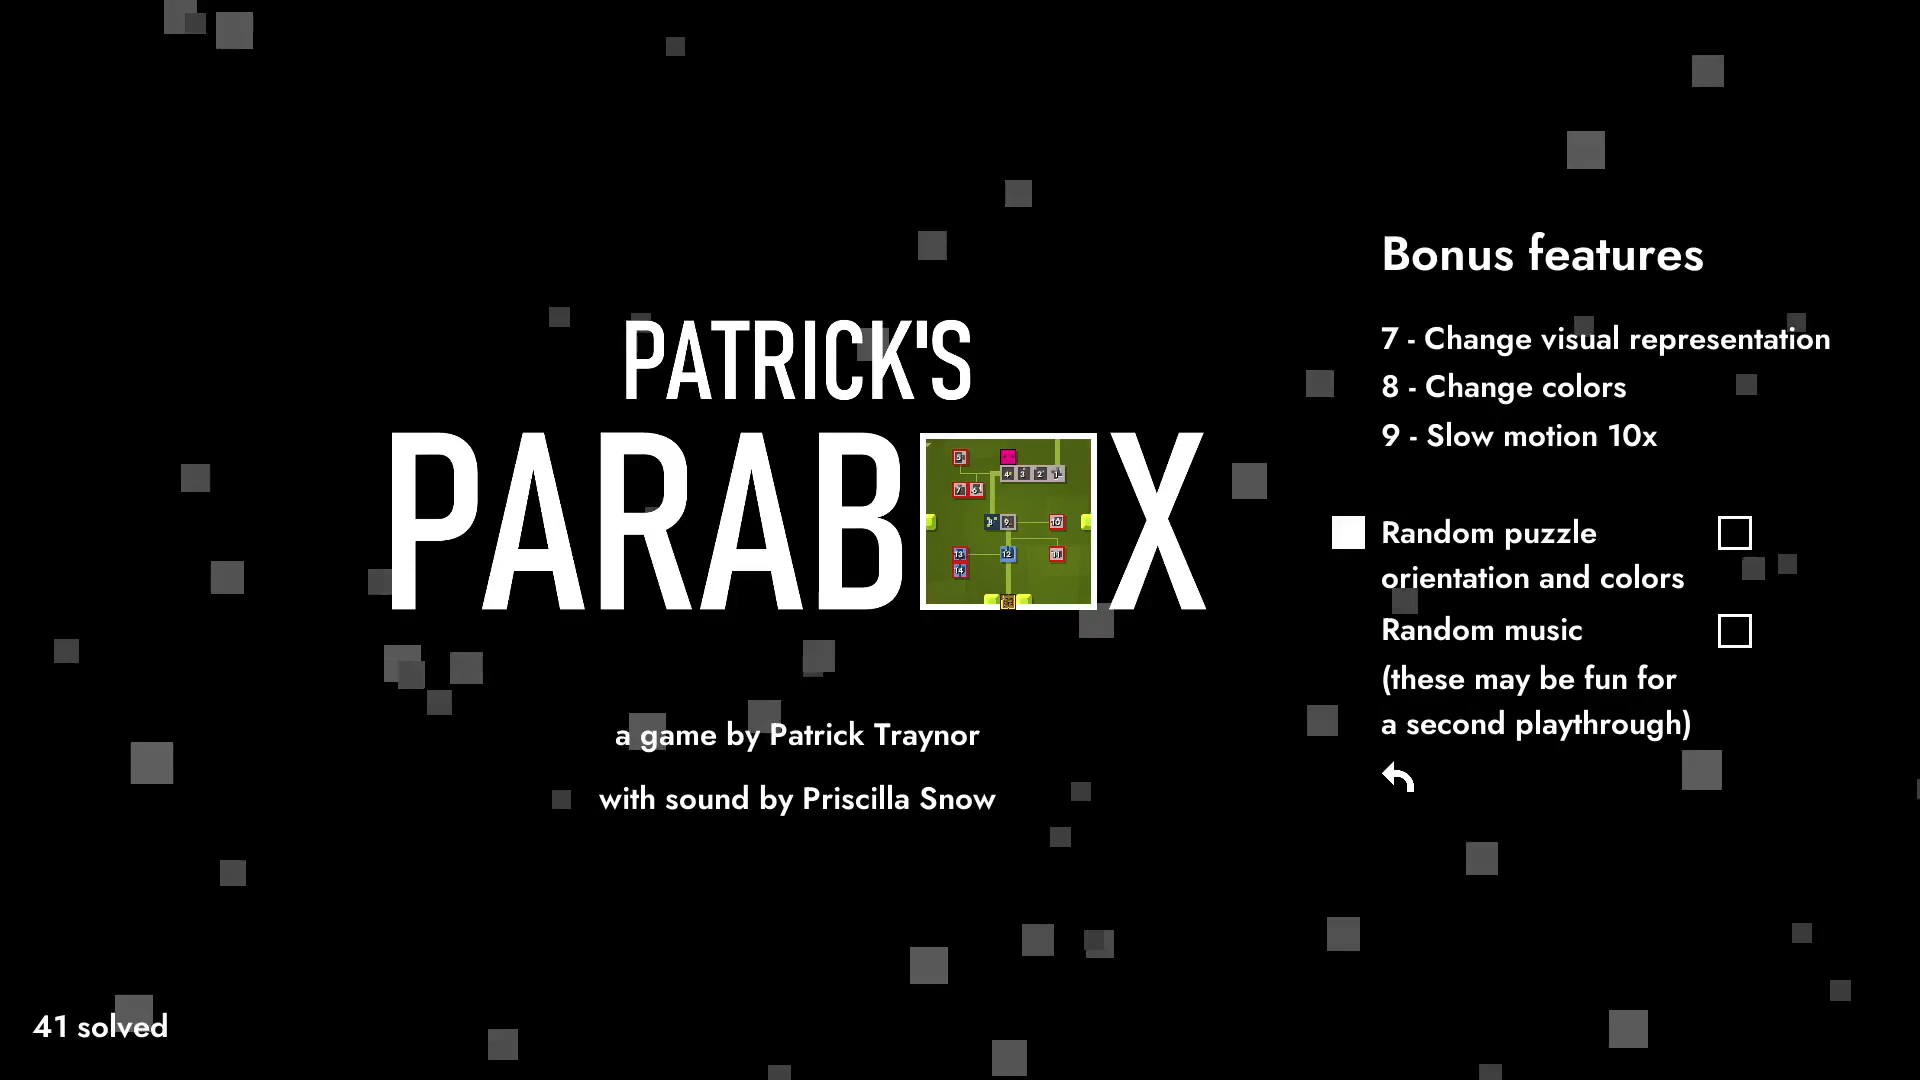 PATRICK'S
PARAB X
a game by Patrick Traynor
with sound by Priscilla Snow
Bonus features
7 - Change visual representation
8 - Change colors
9 - Slow motion 10x
Random puzzle
orientation and colors
Random music
(these may be fun for
a second playthrough)
41 solved